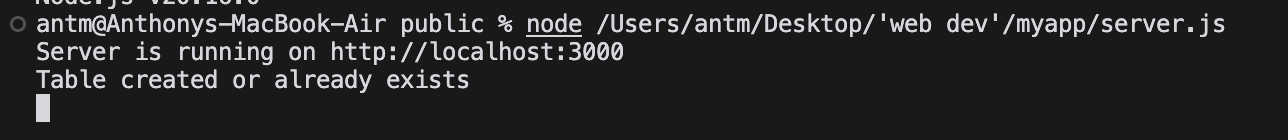 antm@Anthonys-MacBook-Air public % node /Users/antm/Desktop/'web dev'/myapp/server.js
Server is running on http://localhost:3000
Table created or already exists